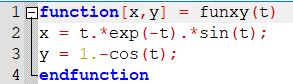 1 function[x,y] = funxy(t)
2 x = t.*exp(-t).*sin(t);
3 y = 1.-cos(t);
4 endfunction